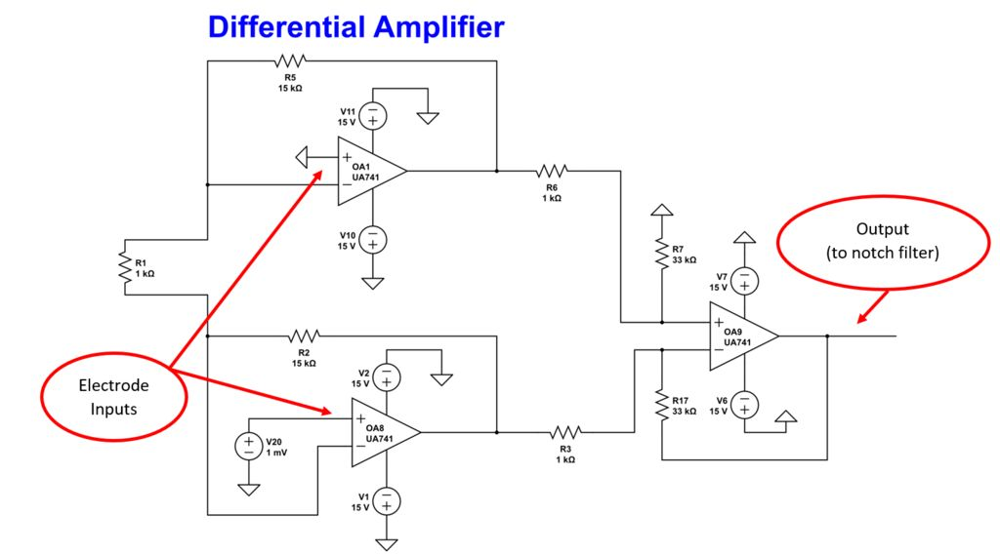 Differential Amplifier
R5
15 kΩ
V11
15 V
−
+
+
−
OA1
UA741
R6
1 kΩ
V10
15 V
−
+
R1
1 kΩ
R7
33 kΩ
V7
15 V
−
+
Output
(to notch filter)
+
−
OA9
UA741
R2
15 kΩ
V2
15 V
−
+
Electrode
Inputs
+
−
OA8
UA741
R17
33 kΩ
V6
15 V
−
+
V20
1 mV
+
−
R3
1 kΩ
V1
15 V
−
+